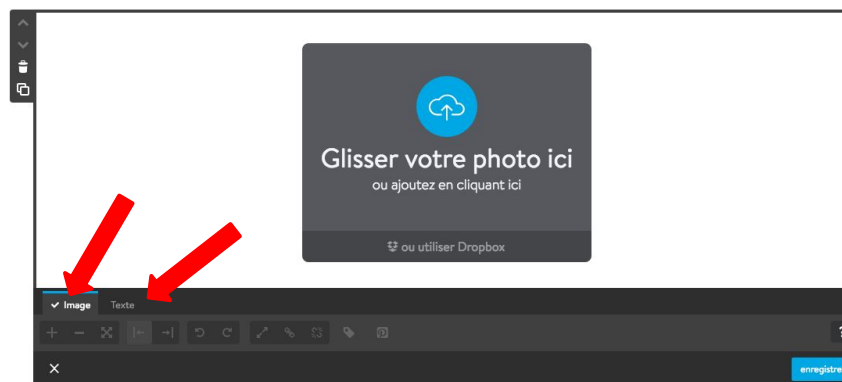 Glisser votre photo ici
ou ajoutez en cliquant ici
ou utiliser Dropbox
Image
Texte
?
enregistre